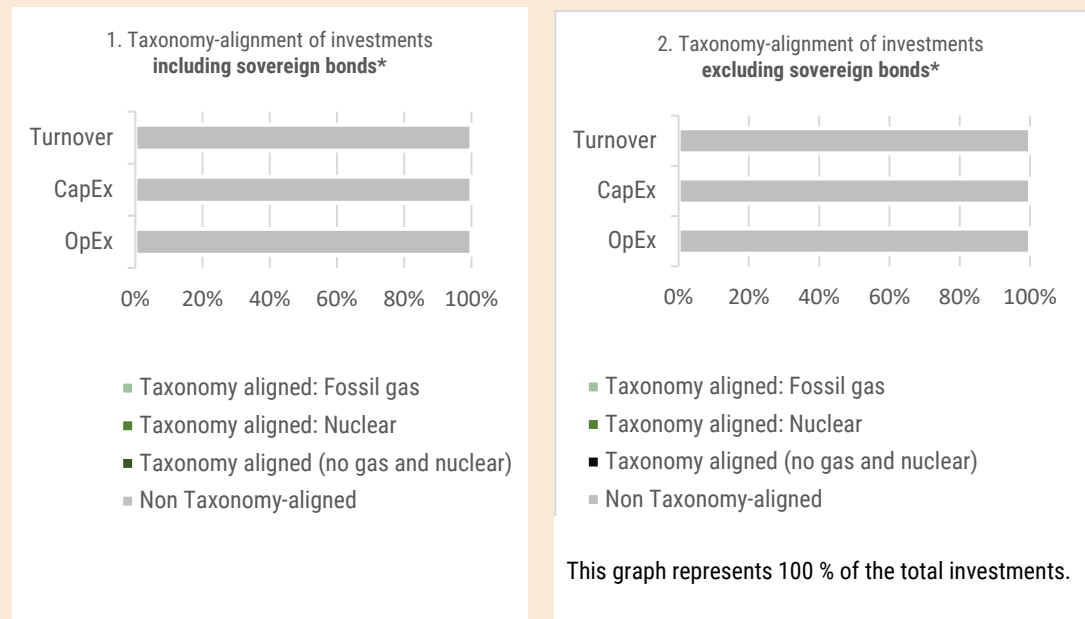 1. Taxonomy-alignment of investments
including sovereign bonds*
Turnover
CapEx
OpEx
0% 20% 40% 60% 80% 100%
Taxonomy aligned: Fossil gas
Taxonomy aligned: Nuclear
Taxonomy aligned (no gas and nuclear)
Non Taxonomy-aligned
2. Taxonomy-alignment of investments
excluding sovereign bonds*
Turnover
CapEx
OpEx
0% 20% 40% 60% 80% 100%
Taxonomy aligned: Fossil gas
Taxonomy aligned: Nuclear
Taxonomy aligned (no gas and nuclear)
Non Taxonomy-aligned
This graph represents 100 % of the total investments.